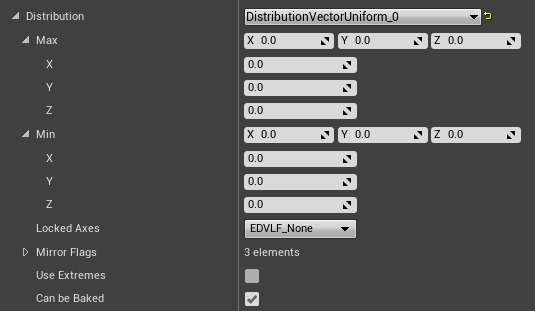 Distribution DistributionVectorUniform_0
Max X 0.0 Y 0.0 Z 0.0
X 0.0
Y 0.0
Z 0.0
Min X 0.0 Y 0.0 Z 0.0
X 0.0
Y 0.0
Z 0.0
Locked Axes EDVLF_None
Mirror Flags 3 elements
Use Extremes
Can be Baked